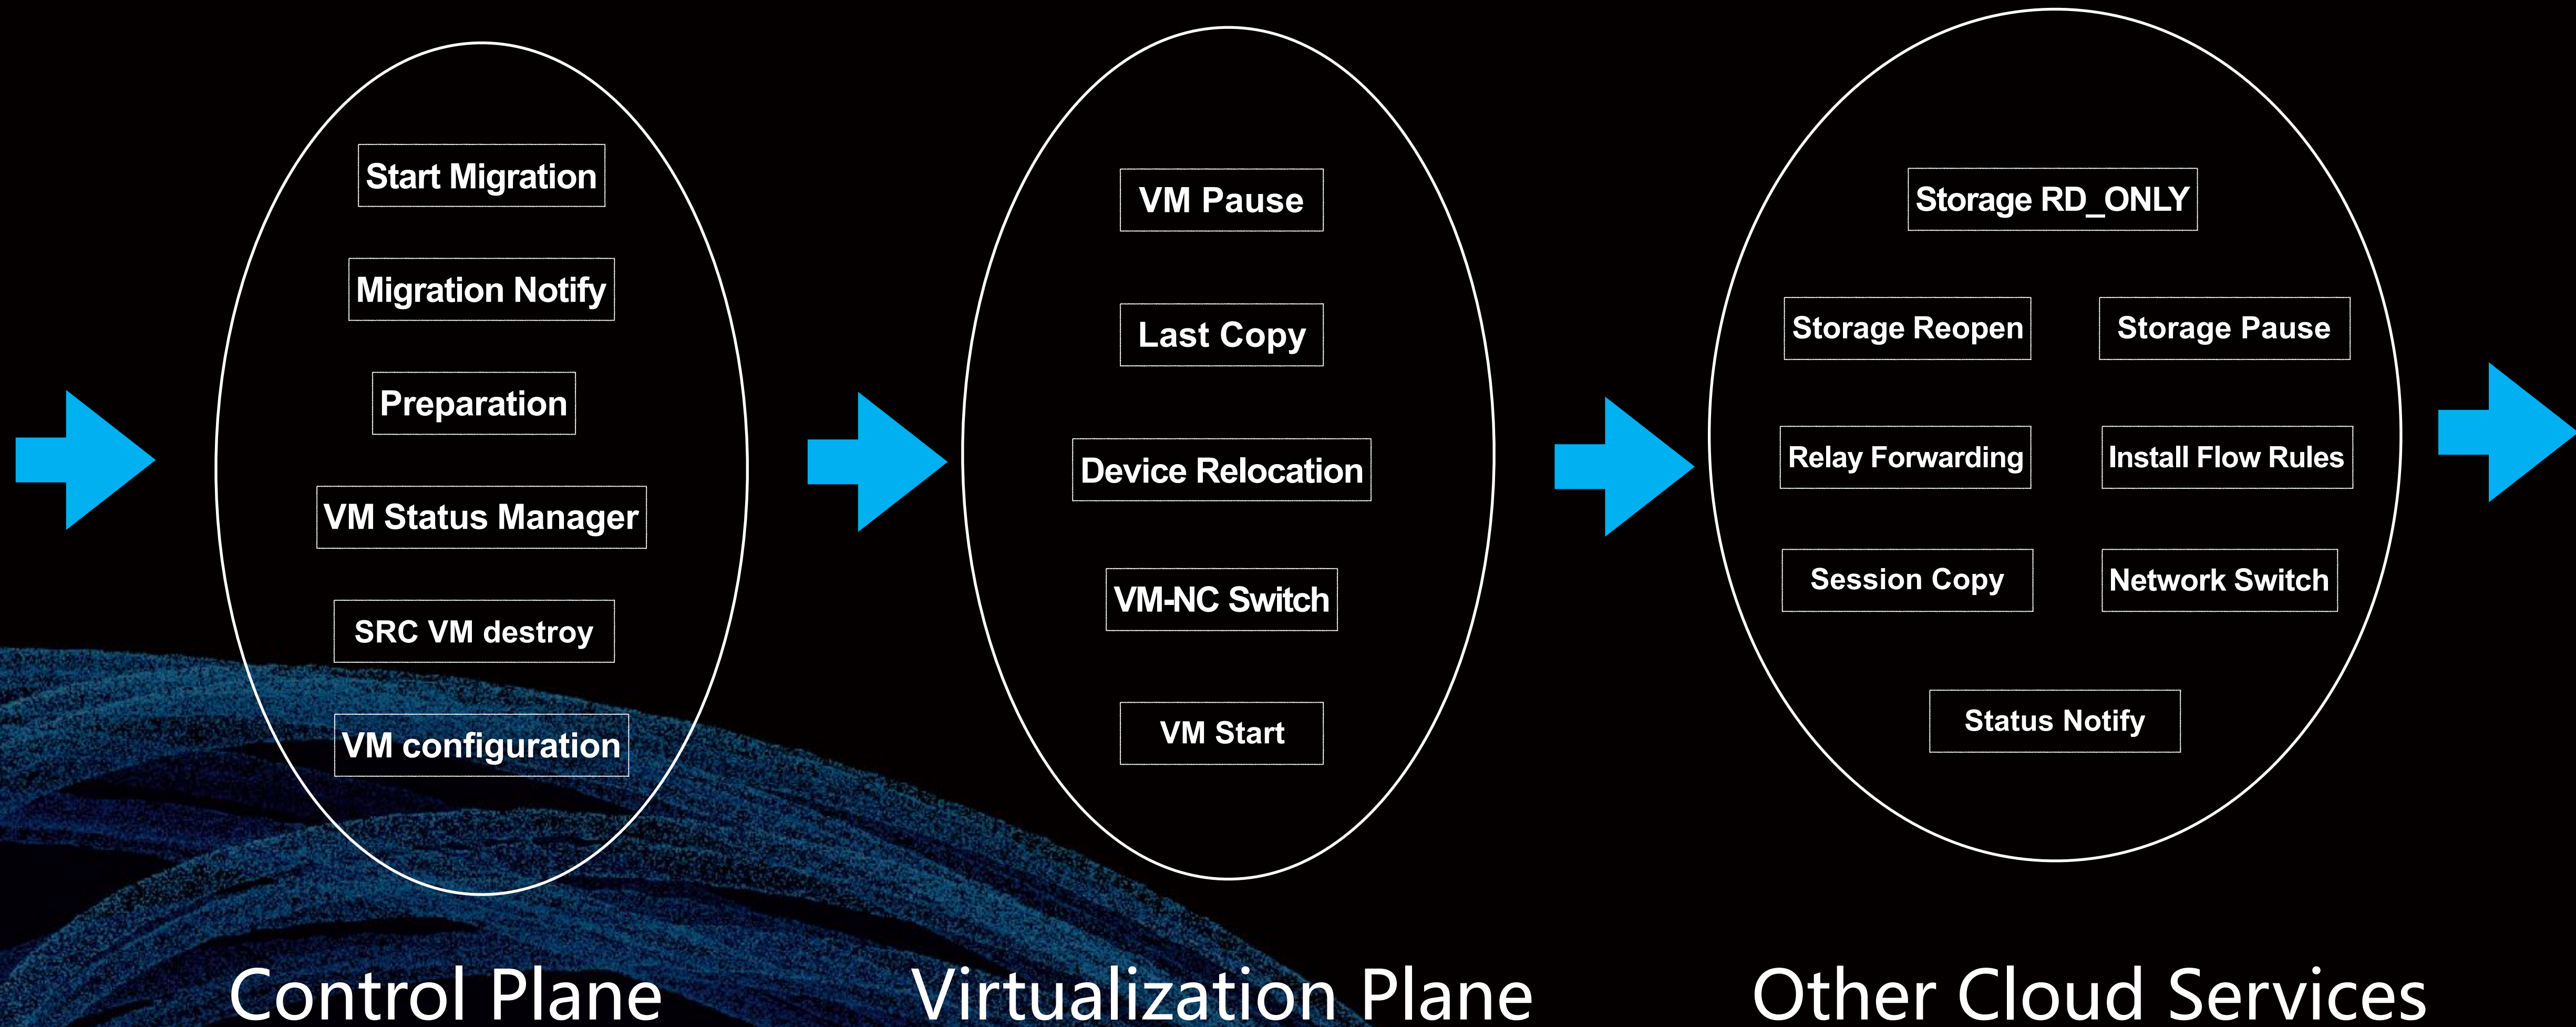 Start Migration
Migration Notify
Preparation
VM Status Manager
SRC VM destroy
VM configuration
Control Plane
VM Pause
Last Copy
Device Relocation
VM-NC Switch
VM Start
Virtualization Plane
Storage RD_ONLY
Storage Reopen
Storage Pause
Relay Forwarding
Install Flow Rules
Session Copy
Network Switch
Status Notify
Other Cloud Services